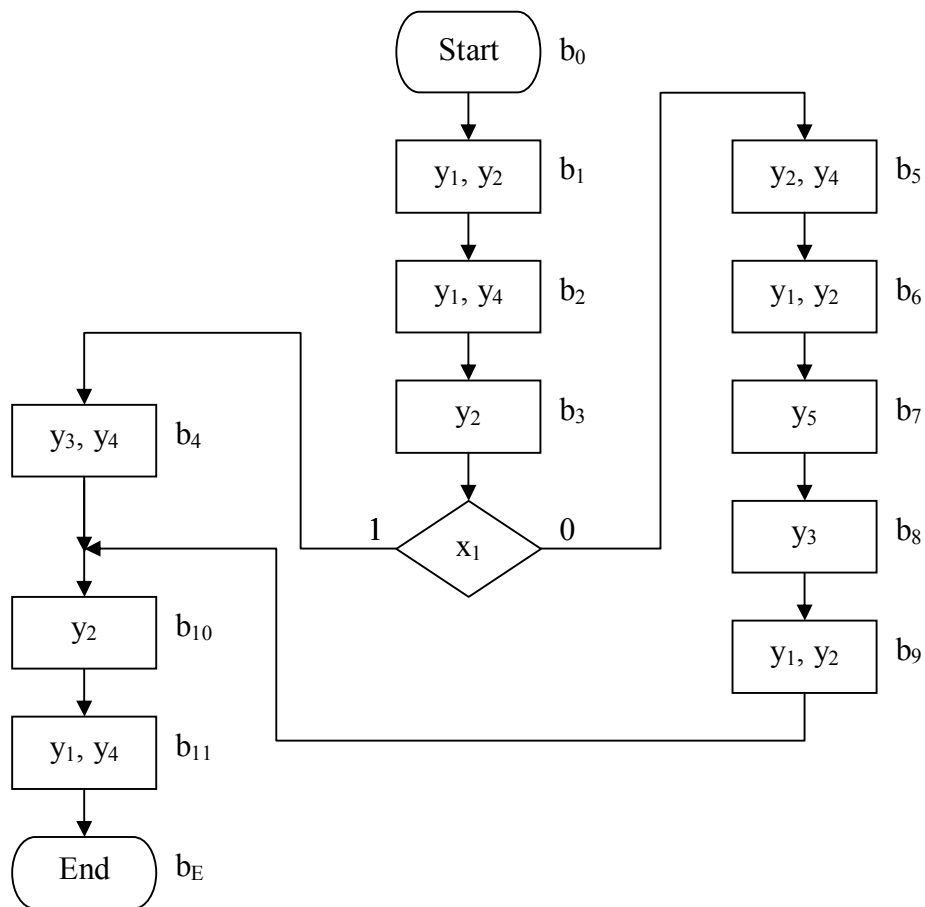 Start b₀
y₁, y₂ b₁
y₁, y₄ b₂
y₂ b₃
x₁
1
0
y₃, y₄ b₄
y₂, y₄ b₅
y₁, y₂ b₆
y₅ b₇
y₃ b₈
y₁, y₂ b₉
y₂ b₁₀
y₁, y₄ b₁₁
End b_E